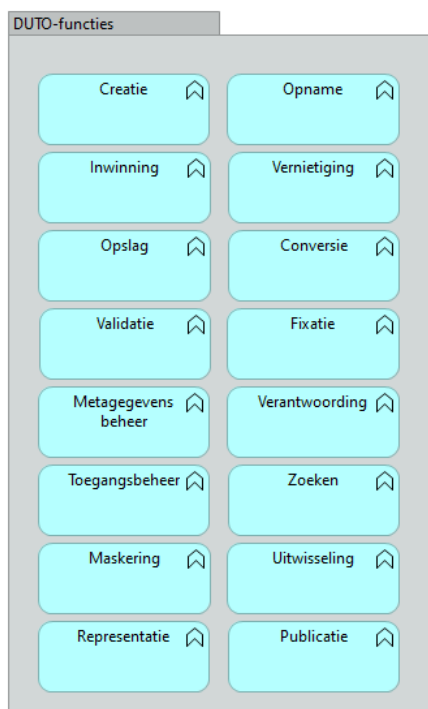 DUTO-functies
Creatie
Opname
Inwinning
Vernietiging
Opslag
Conversie
Validatie
Fixatie
Metagegevens
beheer
Verantwoording
Toegangsbeheer
Zoeken
Maskering
Uitwisseling
Representatie
Publicatie